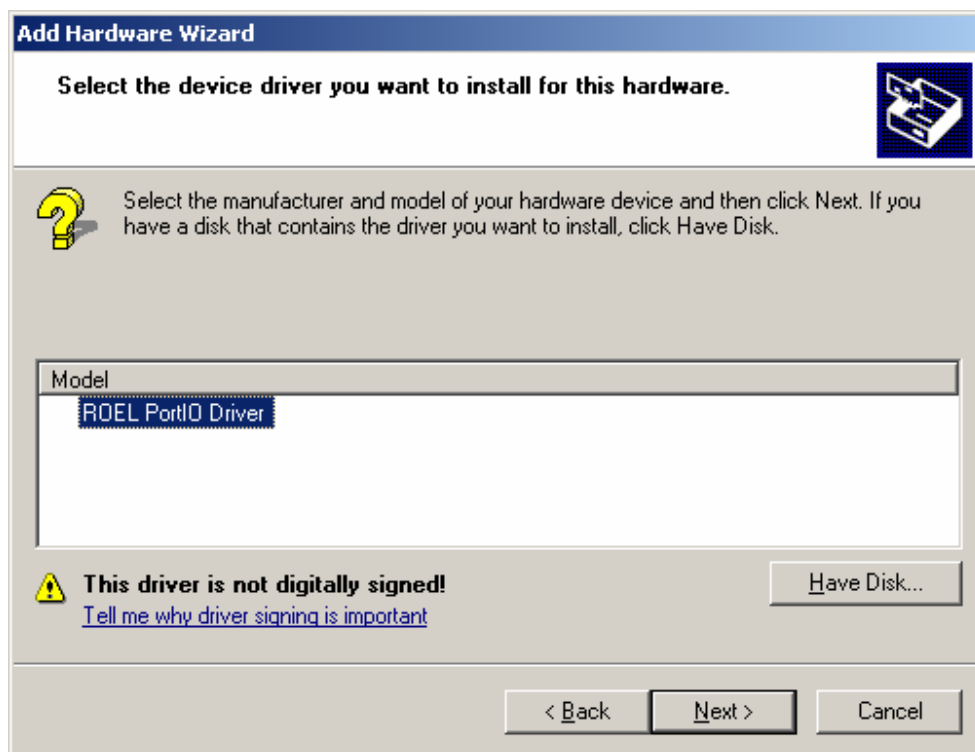 Add Hardware Wizard
Select the device driver you want to install for this hardware.
Select the manufacturer and model of your hardware device and then click Next. If you
have a disk that contains the driver you want to install, click Have Disk.
Model
ROEL PortIO Driver
This driver is not digitally signed!
Have Disk...
Tell me why driver signing is important
< Back
Next >
Cancel